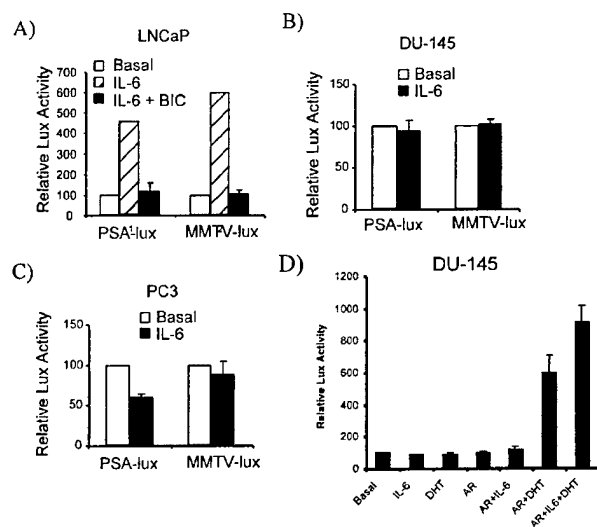 A)
LNCaP
Basal
IL-6
IL-6 + BIC
Relative Lux Activity
700
600
500
400
300
200
100
0
PSA-lux
MMTV-lux
B)
DU-145
Basal
IL-6
Relative Lux Activity
150
100
50
0
PSA-lux
MMTV-lux
C)
PC3
Basal
IL-6
Relative Lux Activity
150
100
50
0
PSA-lux
MMTV-lux
D)
DU-145
Relative Lux Activity
1200
1000
800
600
400
200
0
Basal
IL-6
DHT
AR
AR+IL-6
AR+DHT
AR+IL6+DHT